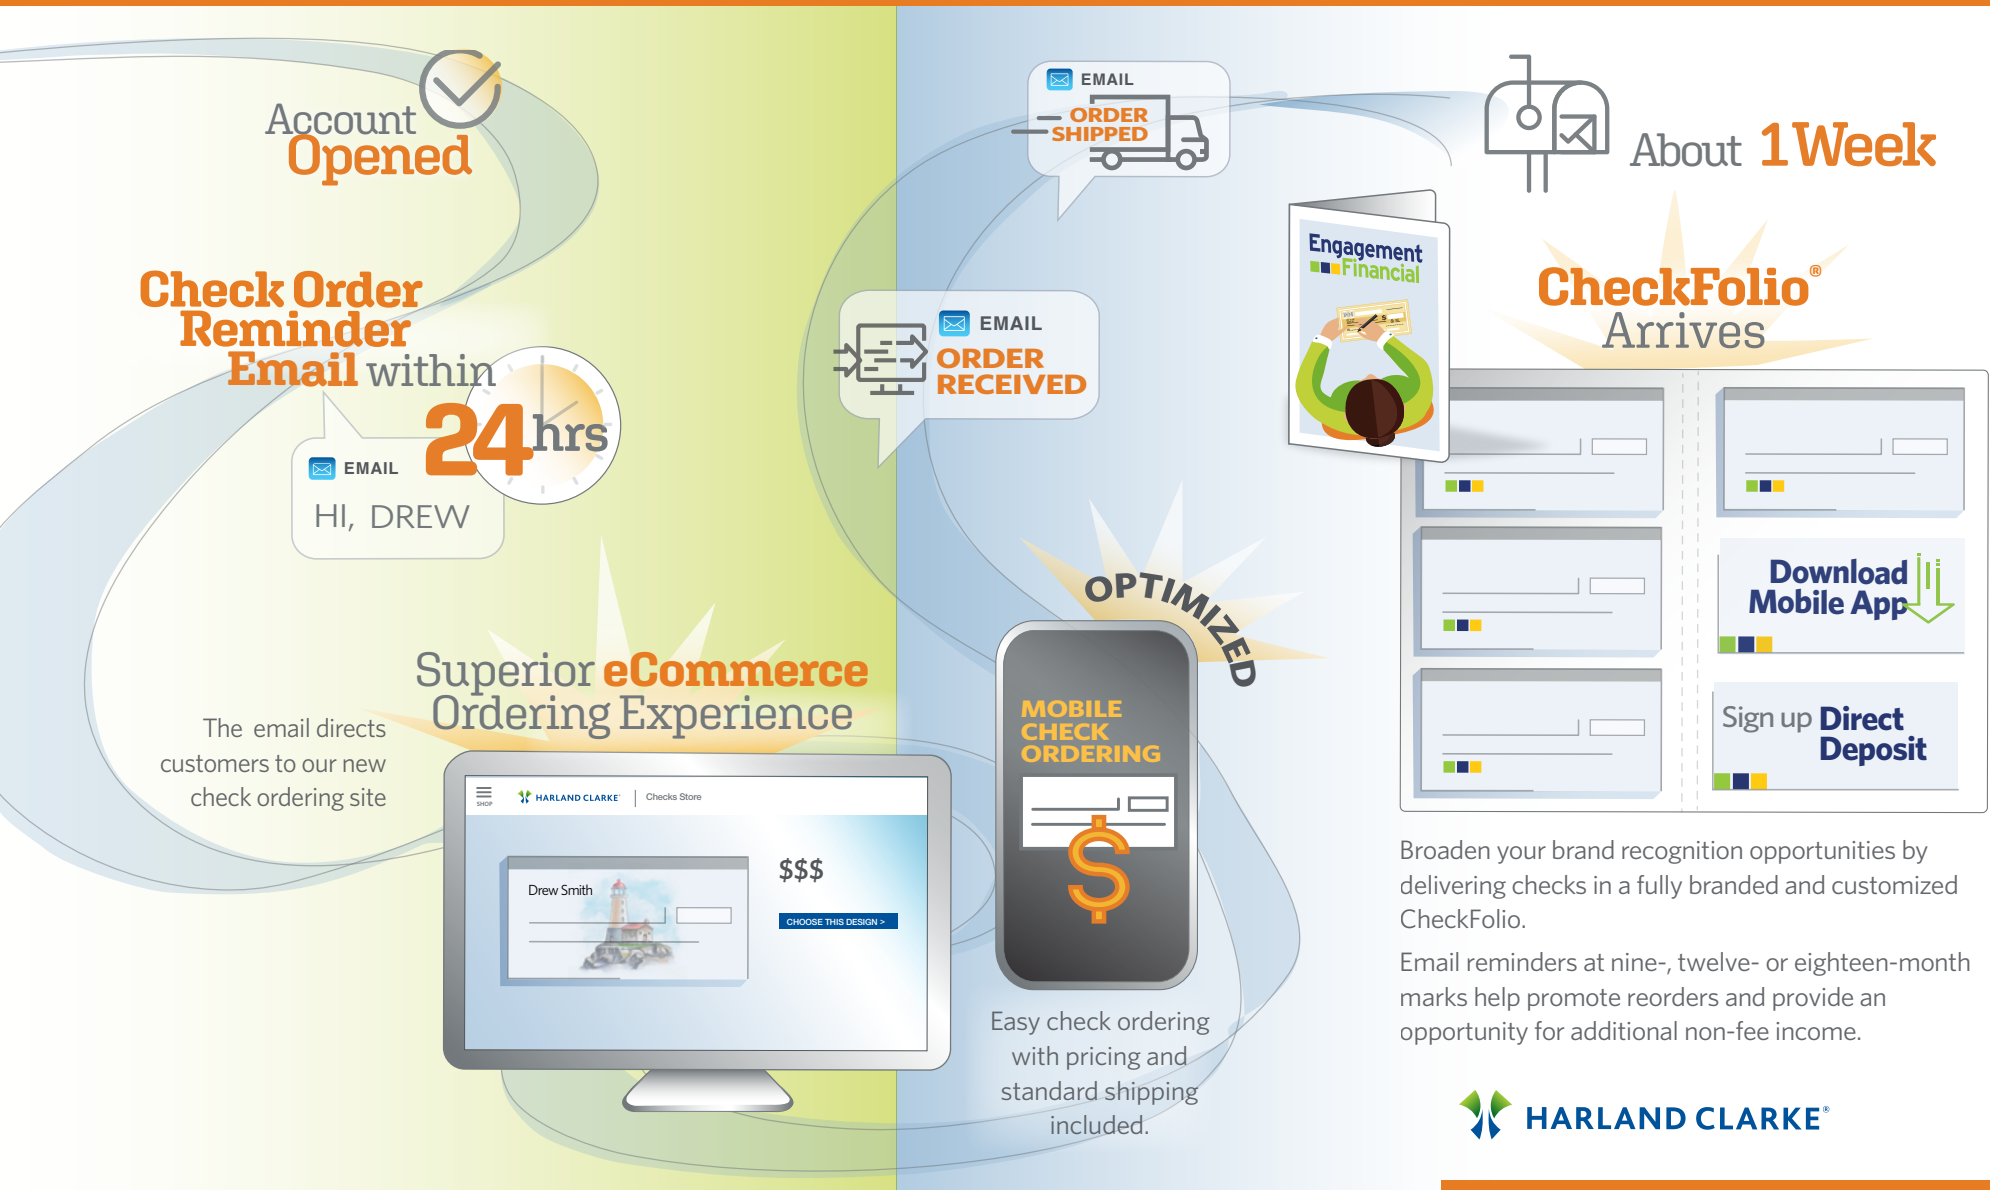 Account
Opened
Check Order
Reminder
Email within
24hrs
EMAIL
HI, DREW
The email directs
customers to our new
check ordering site
Superior eCommerce
Ordering Experience
SHOP
HARLAND CLARKE
Checks Store
Drew Smith
$$$
CHOOSE THIS DESIGN >
EMAIL
ORDER
RECEIVED
EMAIL
ORDER
SHIPPED
OPTIMIZED
MOBILE
CHECK
ORDERING
$
Easy check ordering
with pricing and
standard shipping
included.
About 1 Week
CheckFolio®
Arrives
Engagement
Financial
Download
Mobile App
Sign up Direct
Deposit
Broaden your brand recognition opportunities by
delivering checks in a fully branded and customized
CheckFolio.
Email reminders at nine-, twelve- or eighteen-month
marks help promote reorders and provide an
opportunity for additional non-fee income.
HARLAND CLARKE®